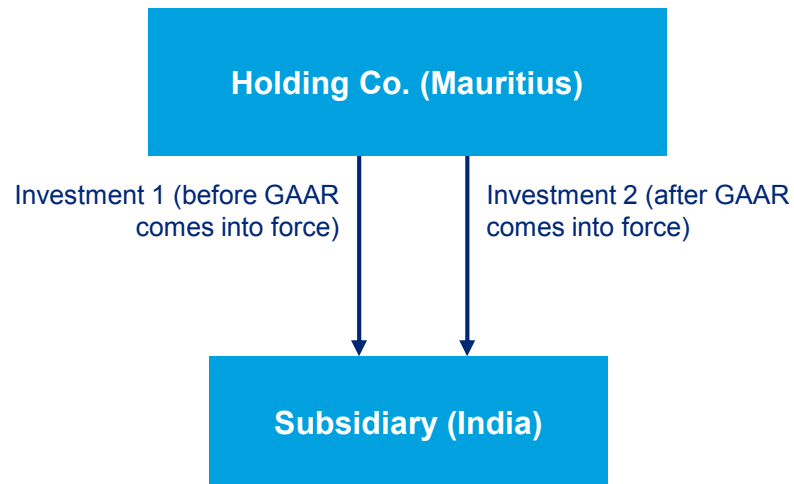 Holding Co. (Mauritius)
Investment 1 (before GAAR
comes into force)
Investment 2 (after GAAR
comes into force)
Subsidiary (India)